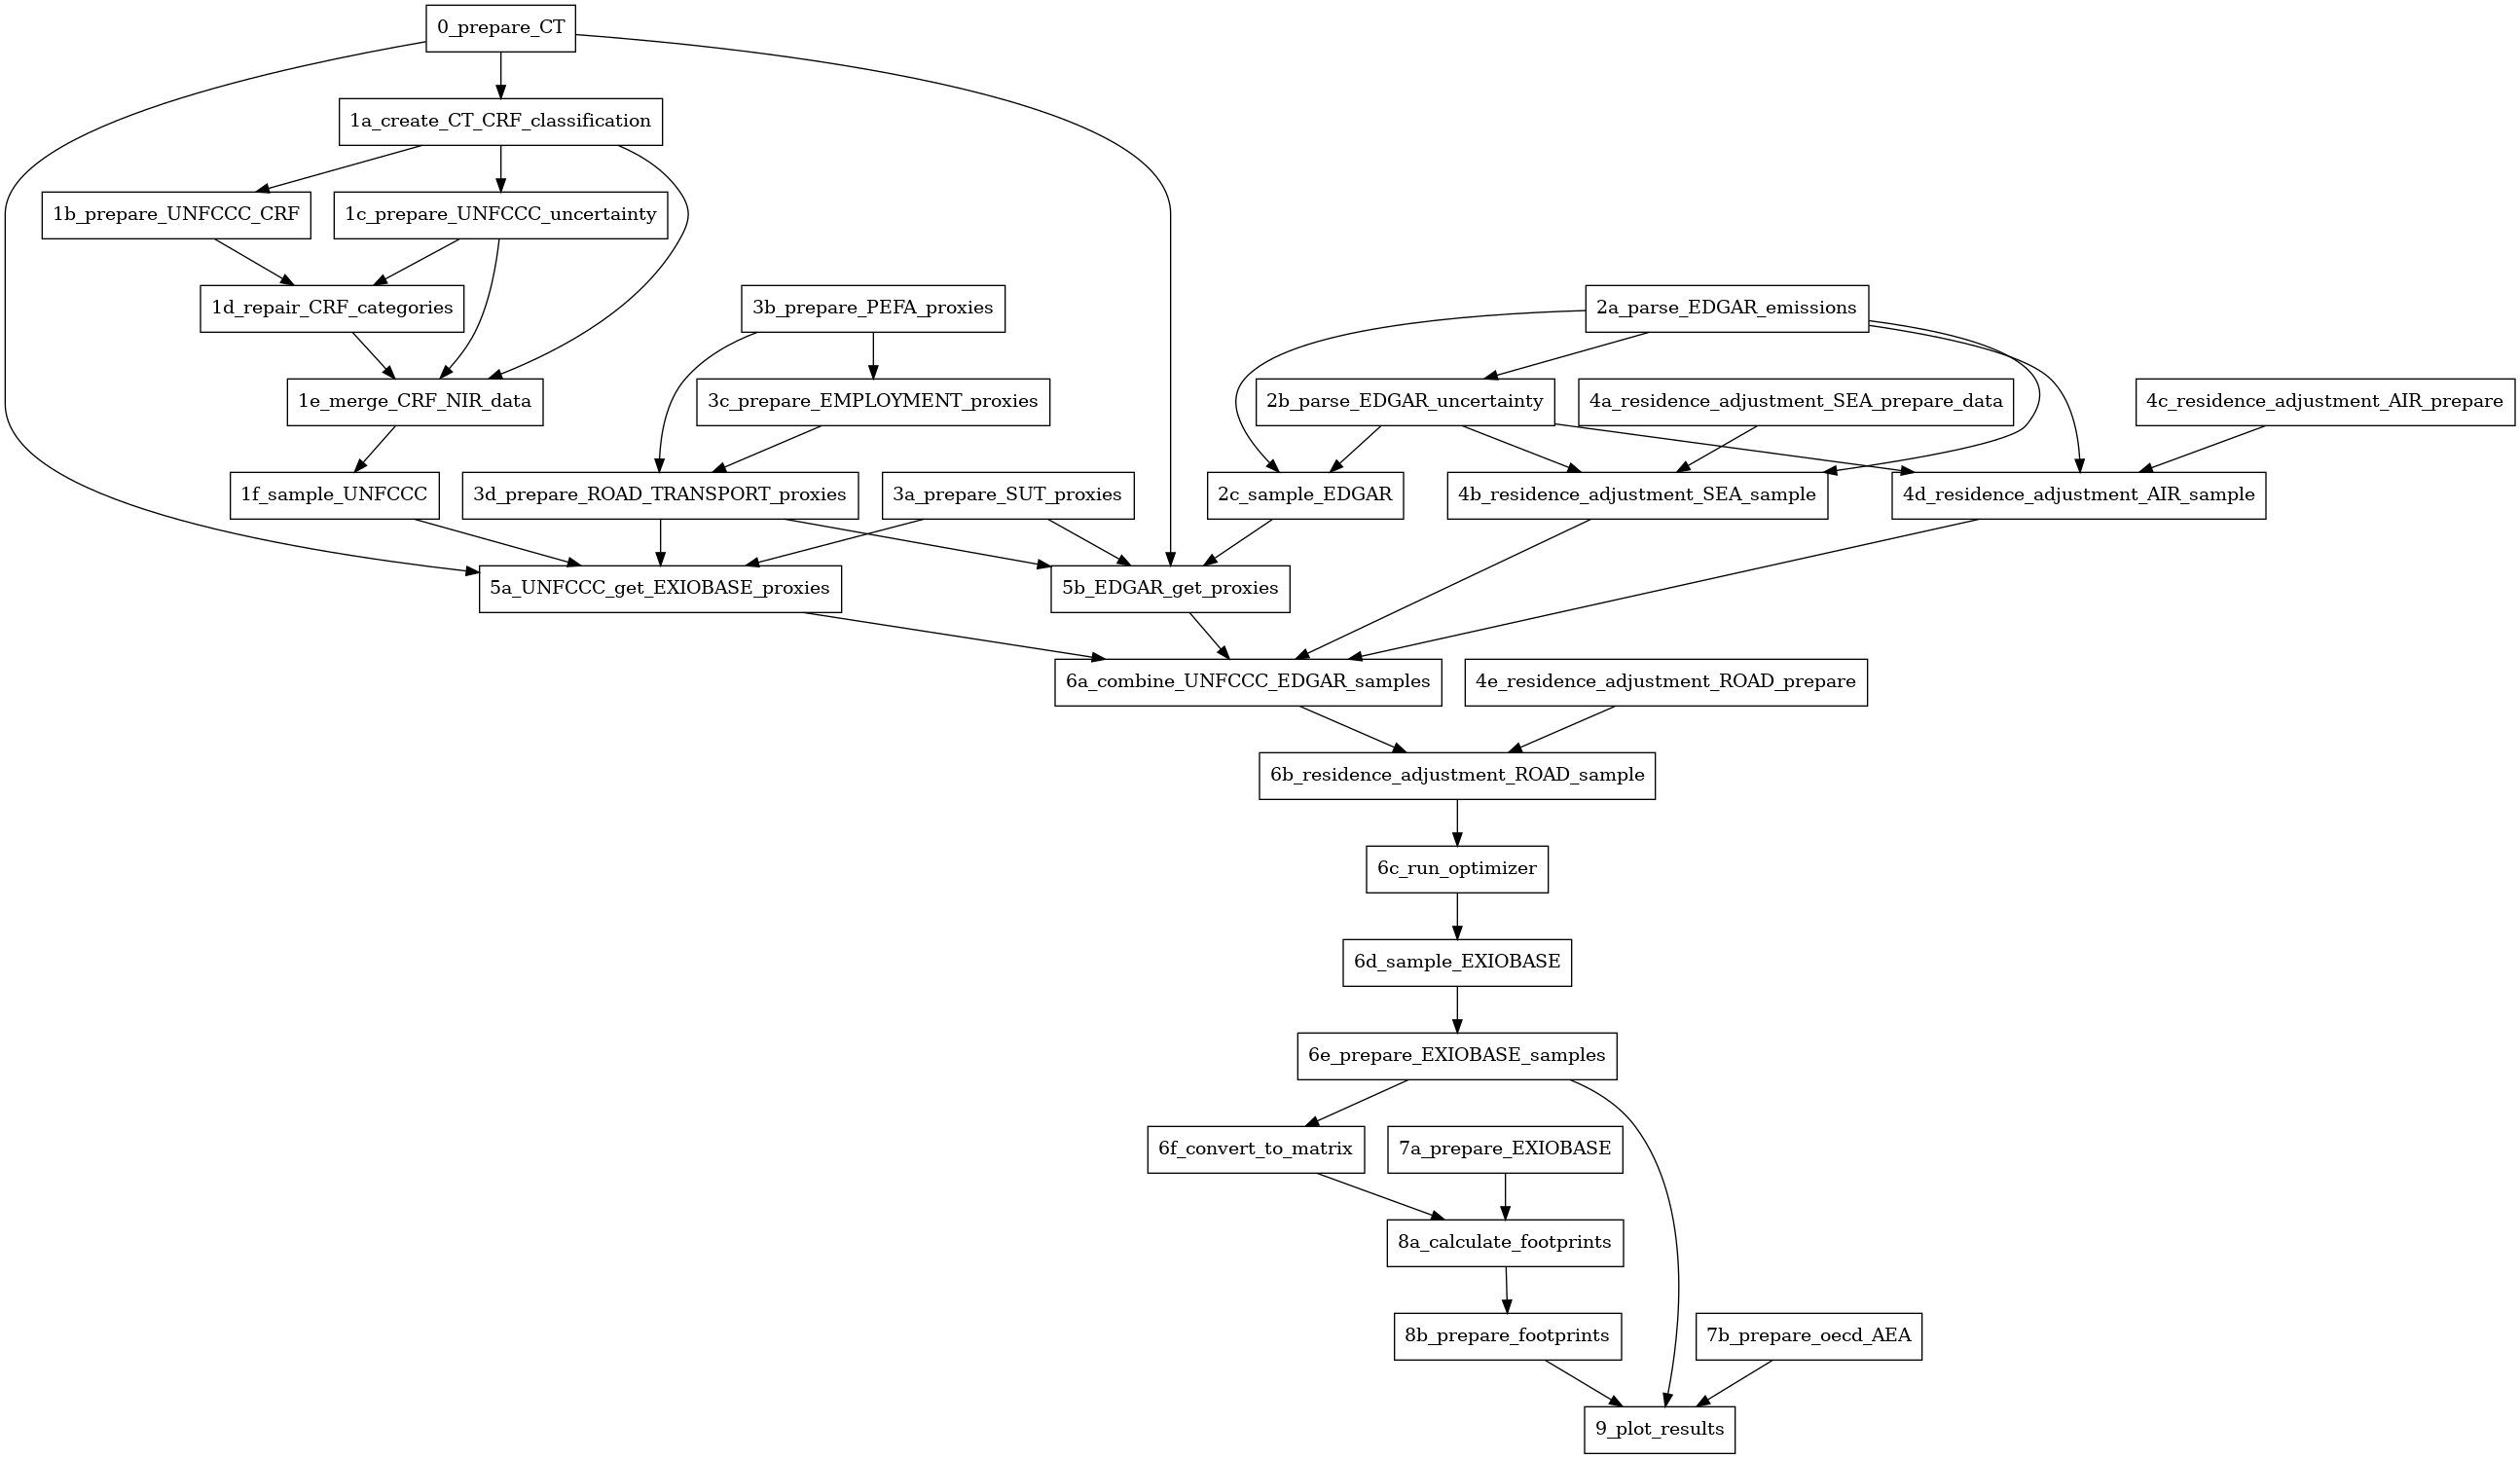 0_prepare_CT
1a_create_CT_CRF_classification
1b_prepare_UNFCCC_CRF
1c_prepare_UNFCCC_uncertainty
1d_repair_CRF_categories
3b_prepare_PEFA_proxies
2a_parse_EDGAR_emissions
1e_merge_CRF_NIR_data
3c_prepare_EMPLOYMENT_proxies
2b_parse_EDGAR_uncertainty
4a_residence_adjustment_SEA_prepare_data
4c_residence_adjustment_AIR_prepare
1f_sample_UNFCCC
3d_prepare_ROAD_TRANSPORT_proxies
3a_prepare_SUT_proxies
2c_sample_EDGAR
4b_residence_adjustment_SEA_sample
4d_residence_adjustment_AIR_sample
5a_UNFCCC_get_EXIOBASE_proxies
5b_EDGAR_get_proxies
6a_combine_UNFCCC_EDGAR_samples
4e_residence_adjustment_ROAD_prepare
6b_residence_adjustment_ROAD_sample
6c_run_optimizer
6d_sample_EXIOBASE
6e_prepare_EXIOBASE_samples
6f_convert_to_matrix
7a_prepare_EXIOBASE
8a_calculate_footprints
8b_prepare_footprints
7b_prepare_oecd_AEA
9_plot_results